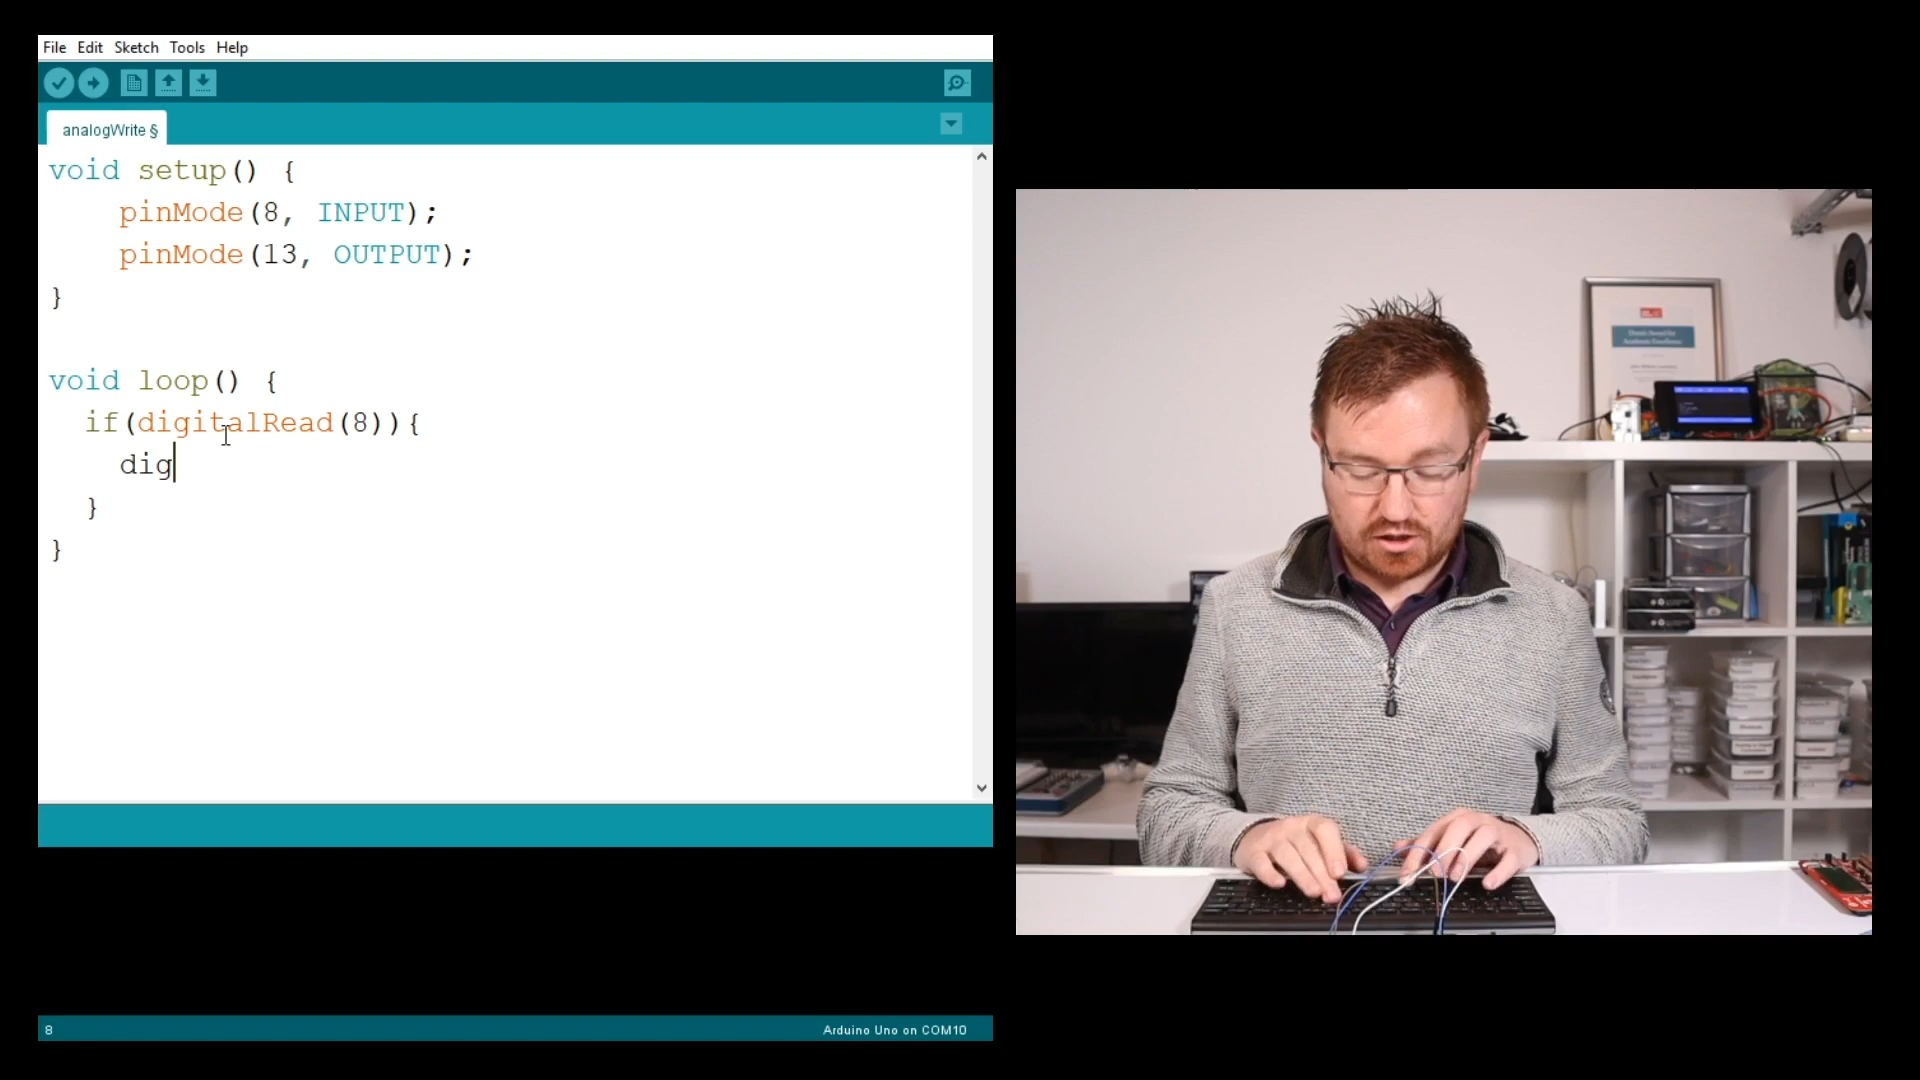 File Edit Sketch Tools Help
analogWrite §
void setup() {
pinMode(8, INPUT);
pinMode(13, OUTPUT);
}
void loop() {
if(digitalRead(8)){
dig
}
}
8
Arduino Uno on COM10